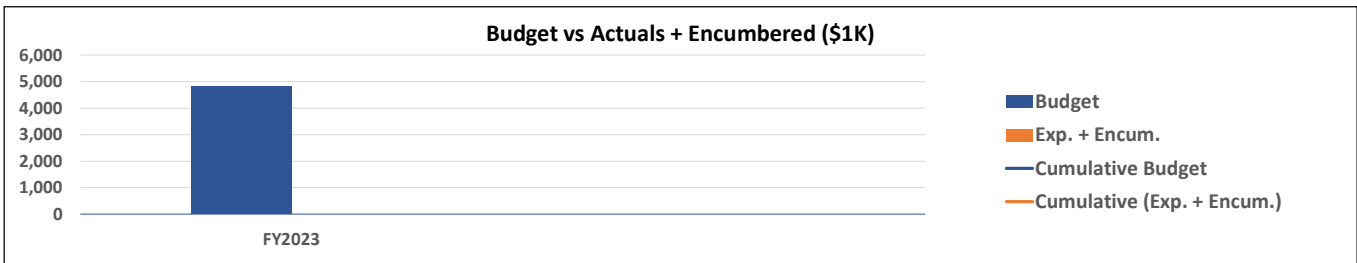 Budget vs Actuals + Encumbered ($1K)
6,000
5,000
4,000
3,000
2,000
1,000
0
FY2023
Budget
Exp. + Encum.
Cumulative Budget
Cumulative (Exp. + Encum.)